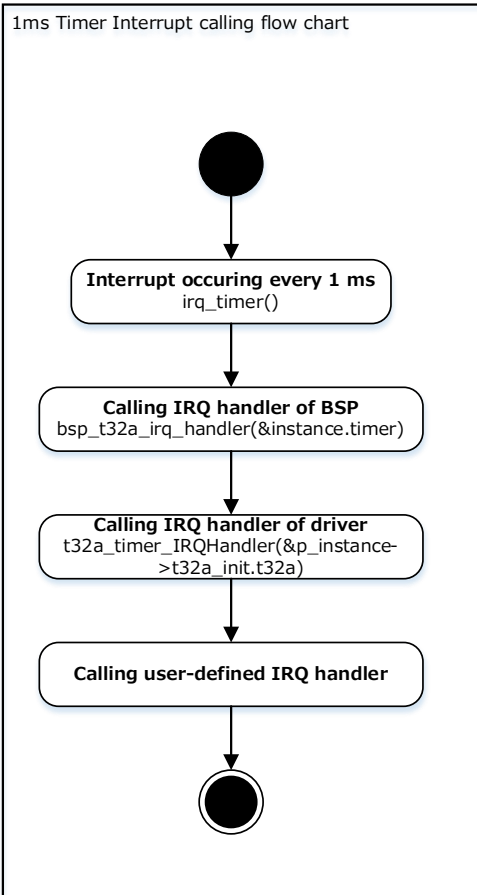 1ms Timer Interrupt calling flow chart
Interrupt occuring every 1 ms
irq_timer()
Calling IRQ handler of BSP
bsp_t32a_irq_handler(&instance.timer)
Calling IRQ handler of driver
t32a_timer_IRQHandler(&p_instance-
>t32a_init.t32a)
Calling user-defined IRQ handler